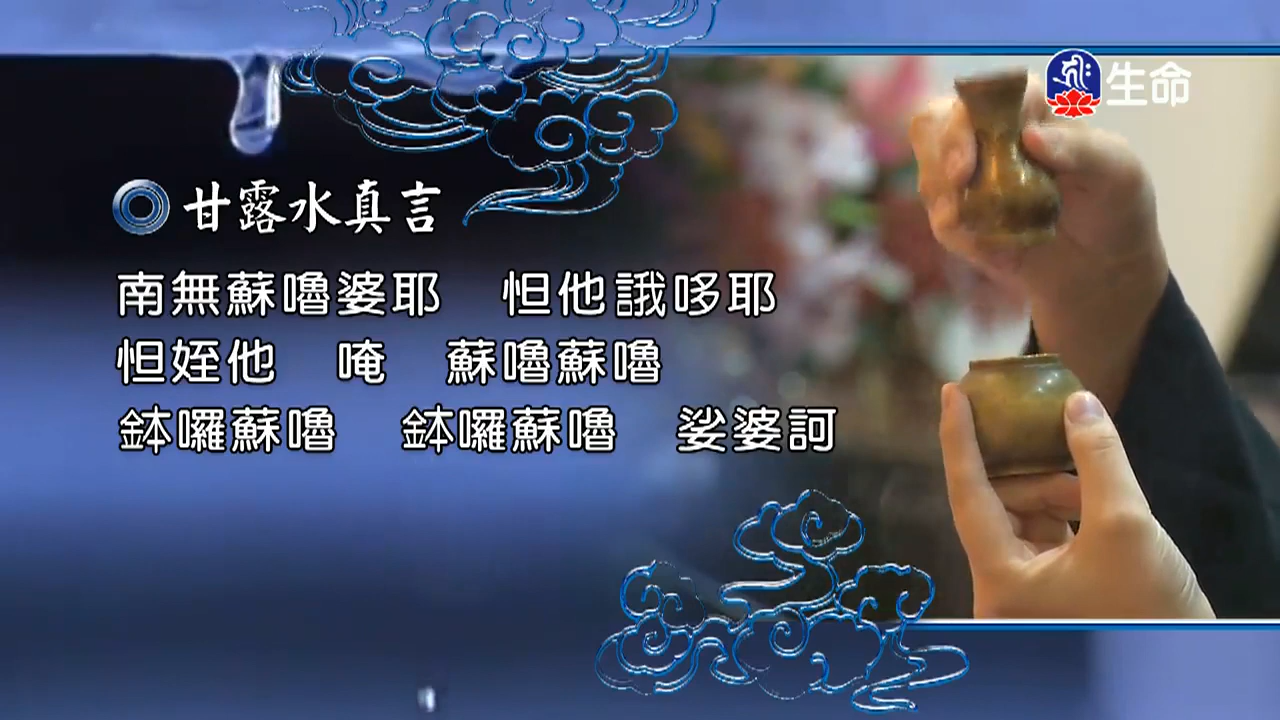 生命
甘露水真言
南無蘇嚕婆耶　怛他誐哆耶
怛姪他　唵　蘇嚕蘇嚕
鉢囉蘇嚕　鉢囉蘇嚕　娑婆訶